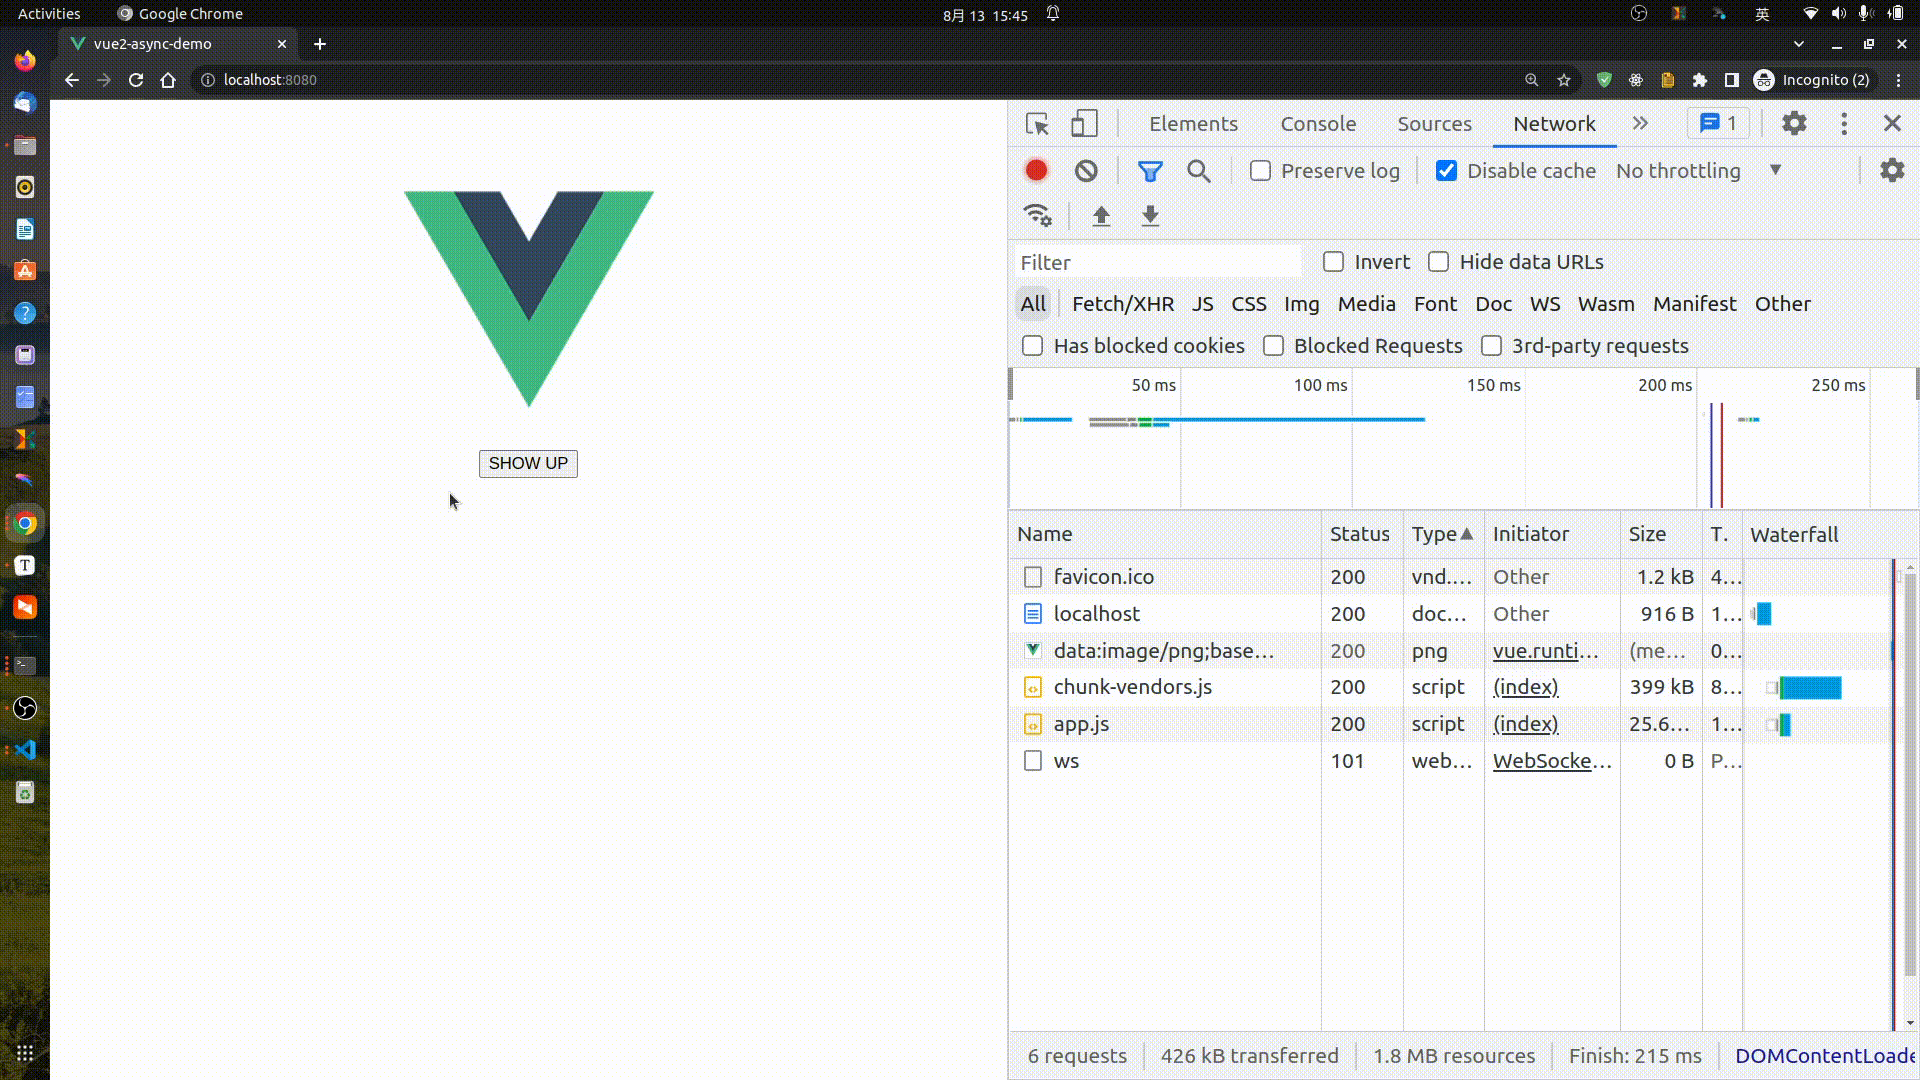 Activities
Google Chrome
8月 13 15:45
英
vue2-async-demo
localhost:8080
Incognito (2)
SHOW UP
Elements
Console
Sources
Network
1
Preserve log
Disable cache
No throttling
Filter
Invert
Hide data URLs
All
Fetch/XHR
JS
CSS
Img
Media
Font
Doc
WS
Wasm
Manifest
Other
Has blocked cookies
Blocked Requests
3rd-party requests
50 ms
100 ms
150 ms
200 ms
250 ms
Name Status Type Initiator Size T. Waterfall
favicon.ico 200 vnd.... Other 1.2 kB 4...
localhost 200 doc... Other 916 B 1...
data:image/png;base... 200 png vue.runti... (me... 0...
chunk-vendors.js 200 script (index) 399 kB 8...
app.js 200 script (index) 25.6... 1...
ws 101 web... WebSocke... 0 B P...
6 requests
426 kB transferred
1.8 MB resources
Finish: 215 ms
DOMContentLoade